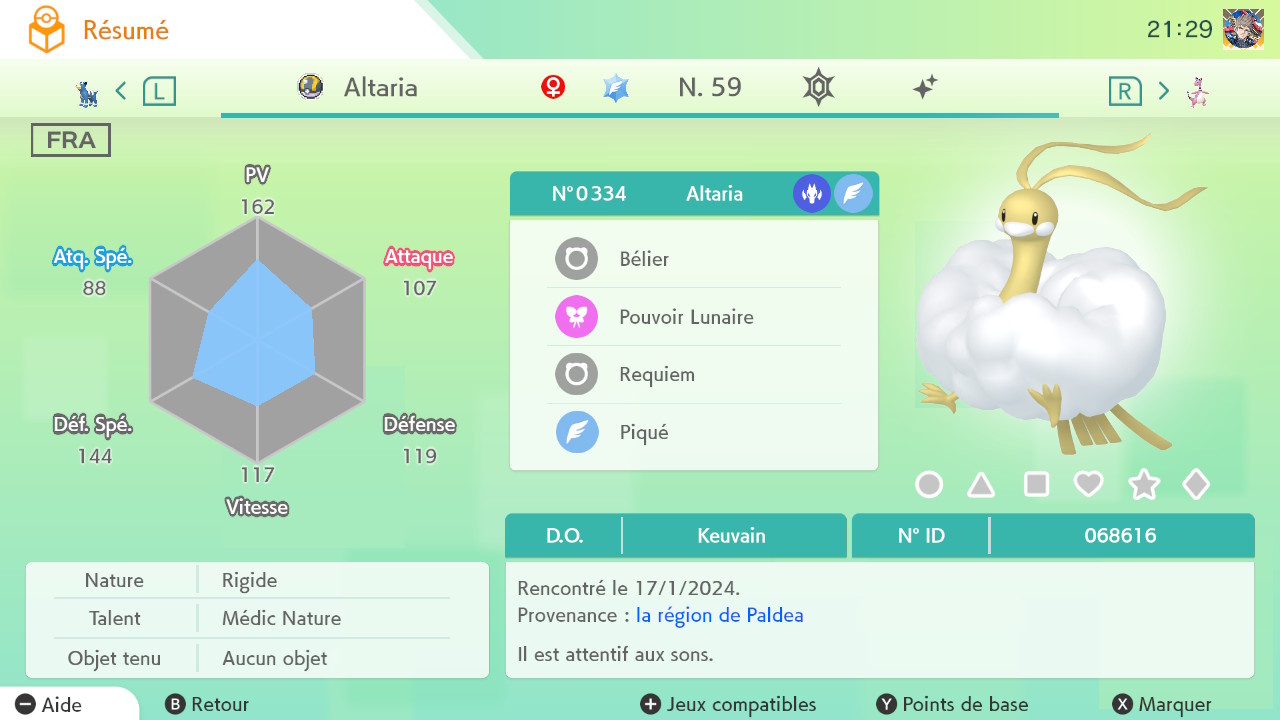 Résumé
21:29
L
Altaria
N. 59
R
FRA
PV
162
Atq. Spé.
88
Attaque
107
Déf. Spé.
144
Défense
119
117
Vitesse
N°0334 Altaria
Bélier
Pouvoir Lunaire
Requiem
Piqué
D.O. Keuvain N° ID 068616
Rencontré le 17/1/2024.
Provenance : la région de Paldea
Il est attentif aux sons.
Nature Rigide
Talent Médic Nature
Objet tenu Aucun objet
Aide
B Retour
Jeux compatibles
Y Points de base
X Marquer